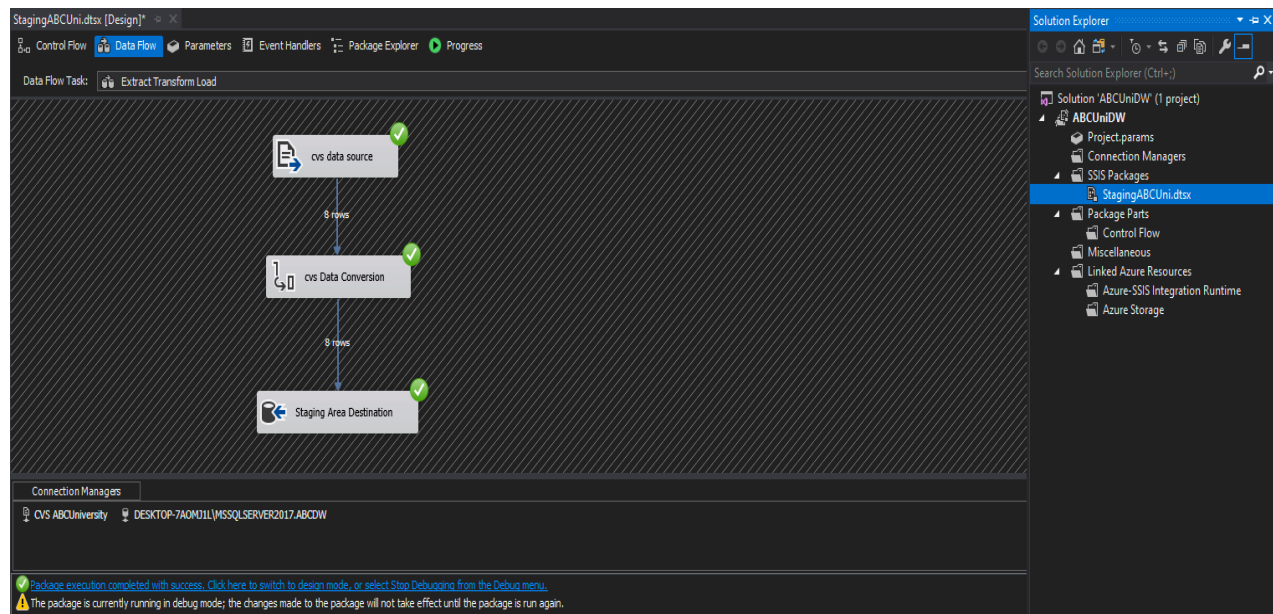 StagingABCUni.dtsx [Design]*
Control Flow Data Flow Parameters Event Handlers Package Explorer Progress
Data Flow Task: Extract Transform Load
cvs data source
8 rows
cvs Data Conversion
8 rows
Staging Area Destination
Connection Managers
CVS ABCUniversity DESKTOP-7AOMJ1L\MSSQLSERVER2017.ABCDW
Package execution completed with success. Click here to switch to design mode, or select Stop Debugging from the Debug menu.
The package is currently running in debug mode; the changes made to the package will not take effect until the package is run again.
Solution Explorer
Search Solution Explorer (Ctrl+;)
Solution 'ABCUniDW' (1 project)
ABCUniDW
Project.params
Connection Managers
SSIS Packages
StagingABCUni.dtsx
Package Parts
Control Flow
Miscellaneous
Linked Azure Resources
Azure-SSIS Integration Runtime
Azure Storage